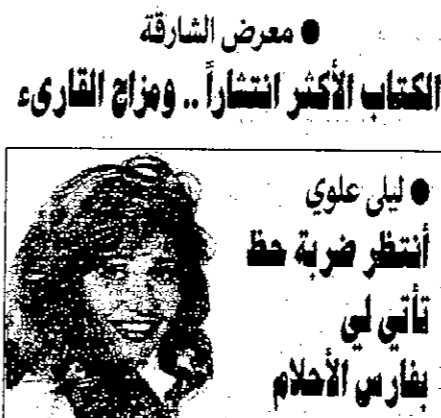 ● معرض الشارقة
الكتاب الأكثر انتشاراً .. ومزاج القارىء
● ليلى علوي
أنتظر ضربة حظ
تأتي لي
بفارس الأحلام